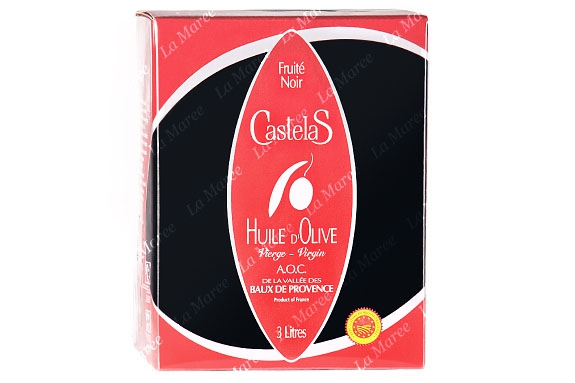 Fruité
Noir
CastelaS
HUILE D'OLIVE
Vierge - Virgin
A.O.C.
DE LA VALLÉE DES
BAUX DE PROVENCE
Product of France
3 Litres
La Maree